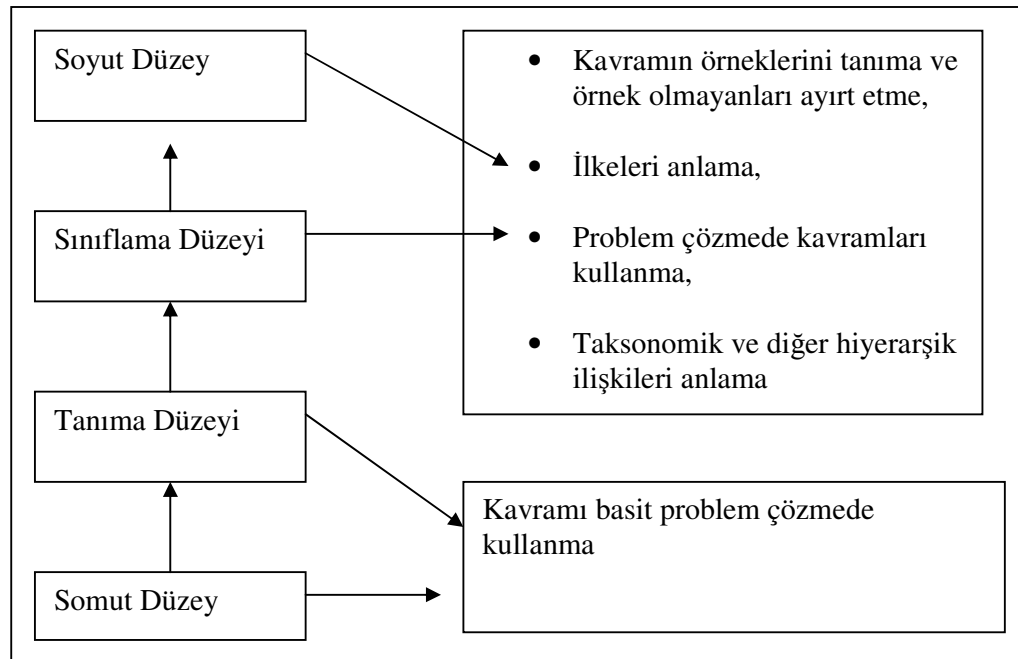 Soyut Düzey
• Kavramın örneklerini tanıma ve
örnek olmayanları ayırt etme,
• İlkeleri anlama,
Sınıflama Düzeyi
• Problem çözmede kavramları
kullanma,
• Taksonomik ve diğer hiyerarşik
ilişkileri anlama
Tanıma Düzeyi
Kavramı basit problem çözmede
kullanma
Somut Düzey